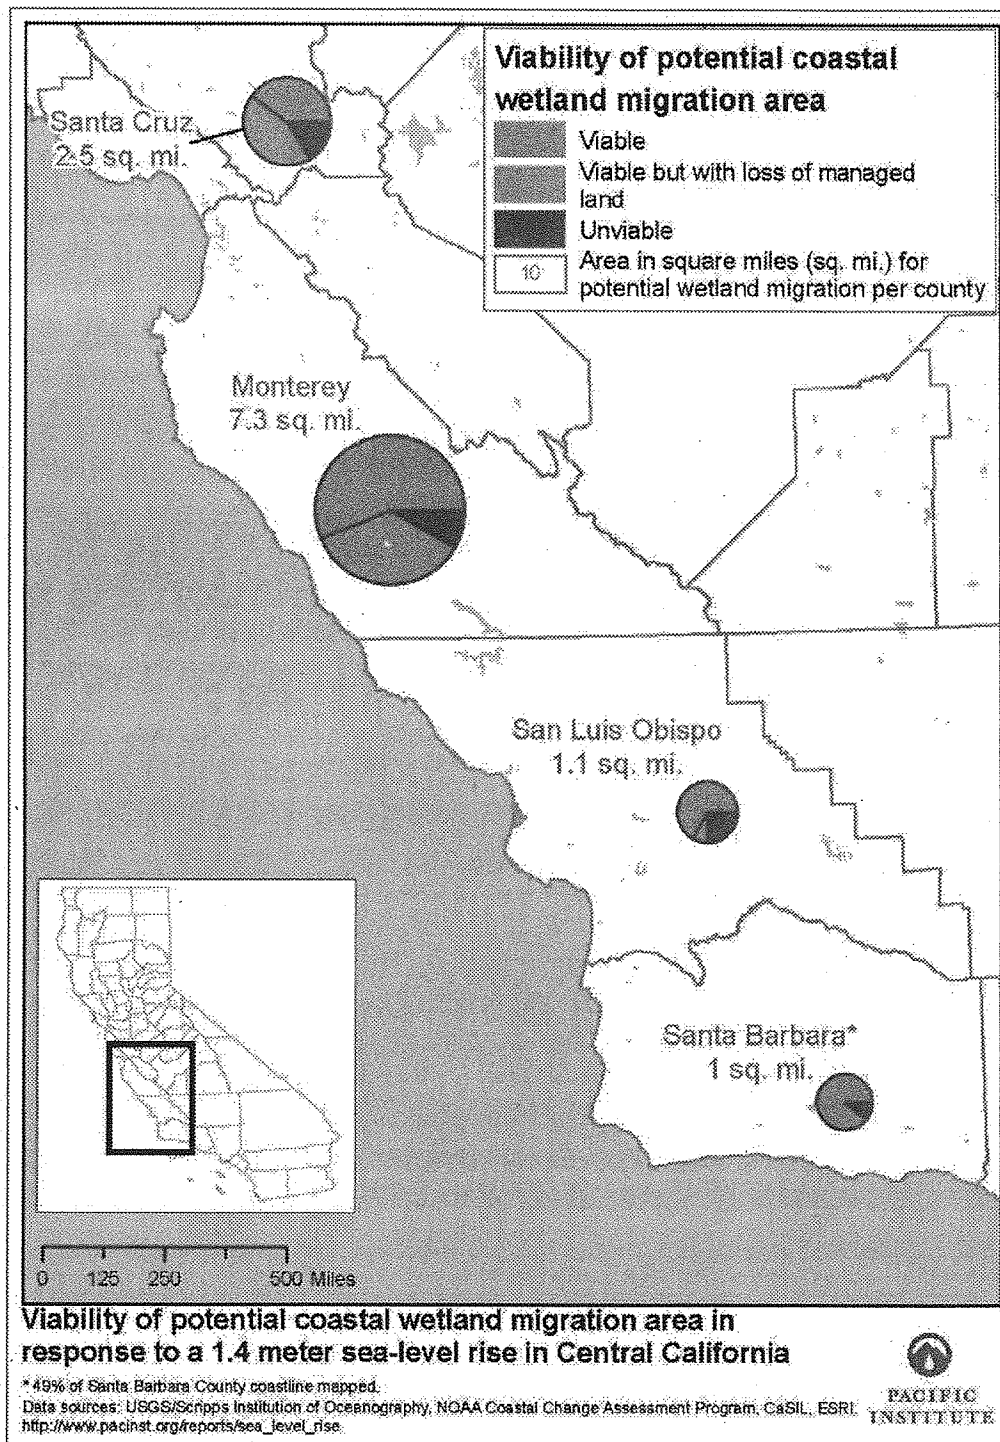 Viability of potential coastal
wetland migration area
Viable
Viable but with loss of managed
land
Unviable
10
Area in square miles (sq. mi.) for
potential wetland migration per county
Santa Cruz
2.5 sq. mi.
Monterey
7.3 sq. mi.
San Luis Obispo
1.1 sq. mi.
Santa Barbara*
1 sq. mi.
0 125 250 500 Miles
Viability of potential coastal wetland migration area in
response to a 1.4 meter sea-level rise in Central California
*49% of Santa Barbara County coastline mapped.
Data sources: USGS/Scripps Institution of Oceanography, NOAA Coastal Change Assessment Program, CaSIL, ESRI.
http://www.pacinst.org/reports/sea_level_rise
PACIFIC
INSTITUTE